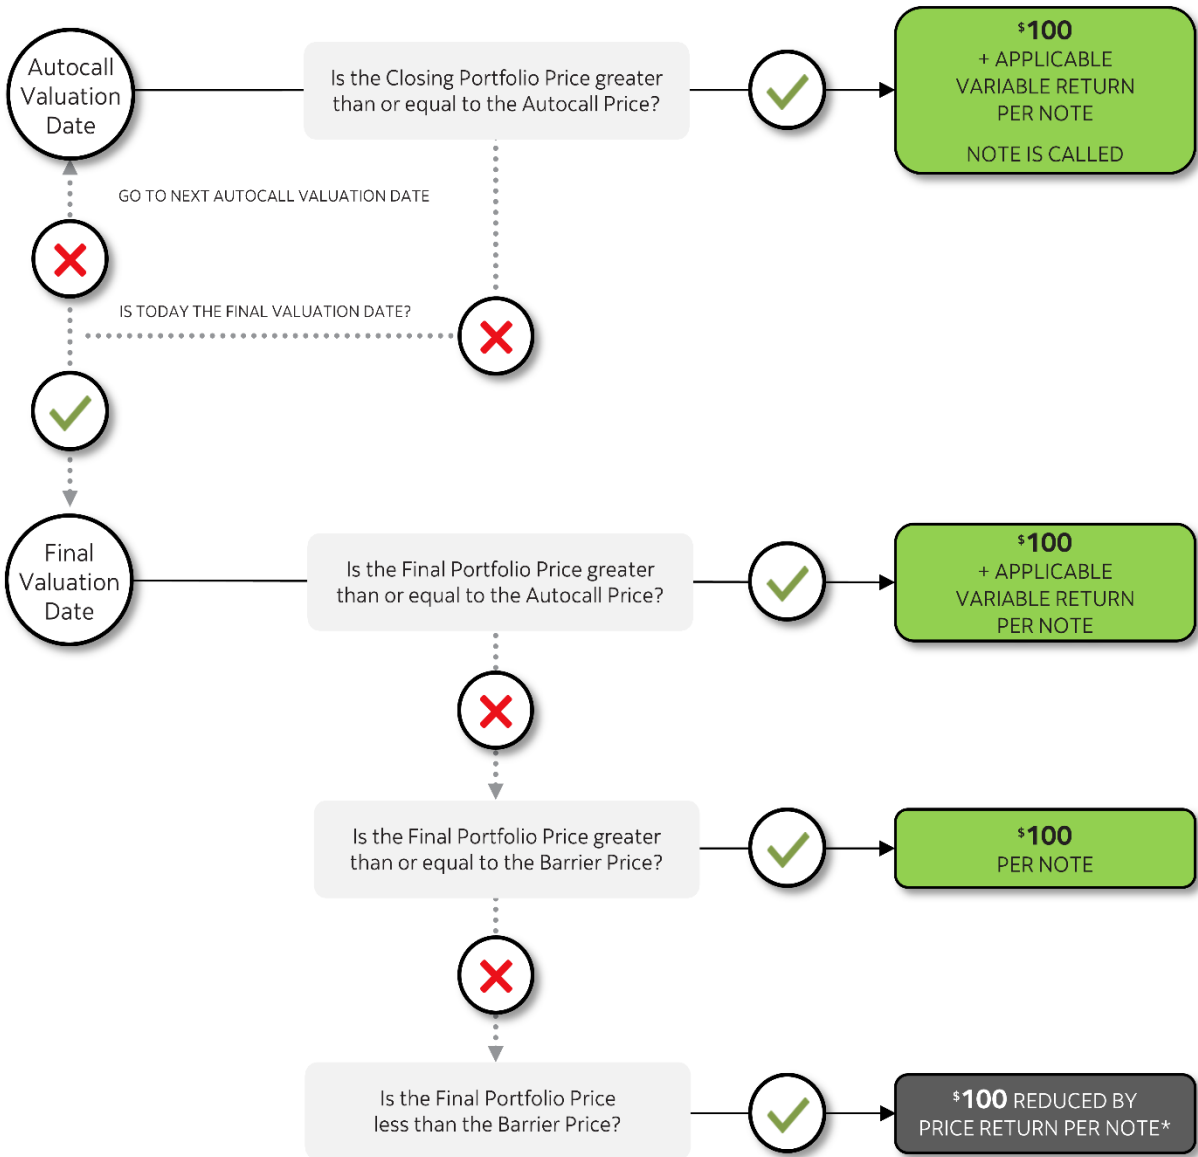 Autocall
Valuation
Date
Is the Closing Portfolio Price greater
than or equal to the Autocall Price?
$100
+ APPLICABLE
VARIABLE RETURN
PER NOTE
NOTE IS CALLED
GO TO NEXT AUTOCALL VALUATION DATE
IS TODAY THE FINAL VALUATION DATE?
Final
Valuation
Date
Is the Final Portfolio Price greater
than or equal to the Autocall Price?
$100
+ APPLICABLE
VARIABLE RETURN
PER NOTE
Is the Final Portfolio Price greater
than or equal to the Barrier Price?
$100
PER NOTE
Is the Final Portfolio Price
less than the Barrier Price?
$100 REDUCED BY
PRICE RETURN PER NOTE*